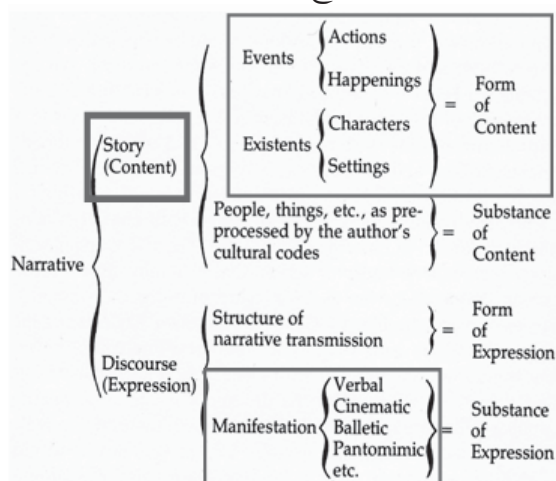 Events
Actions
Happenings
Existents
Characters
Settings
=
Form
of
Content
Story
(Content)
People, things, etc., as pre-
processed by the author's
cultural codes
=
Substance
of
Content
Narrative
Discourse
(Expression)
Structure of
narrative transmission
=
Form
of
Expression
Manifestation
Verbal
Cinematic
Balletic
Pantomimic
etc.
=
Substance
of
Expression